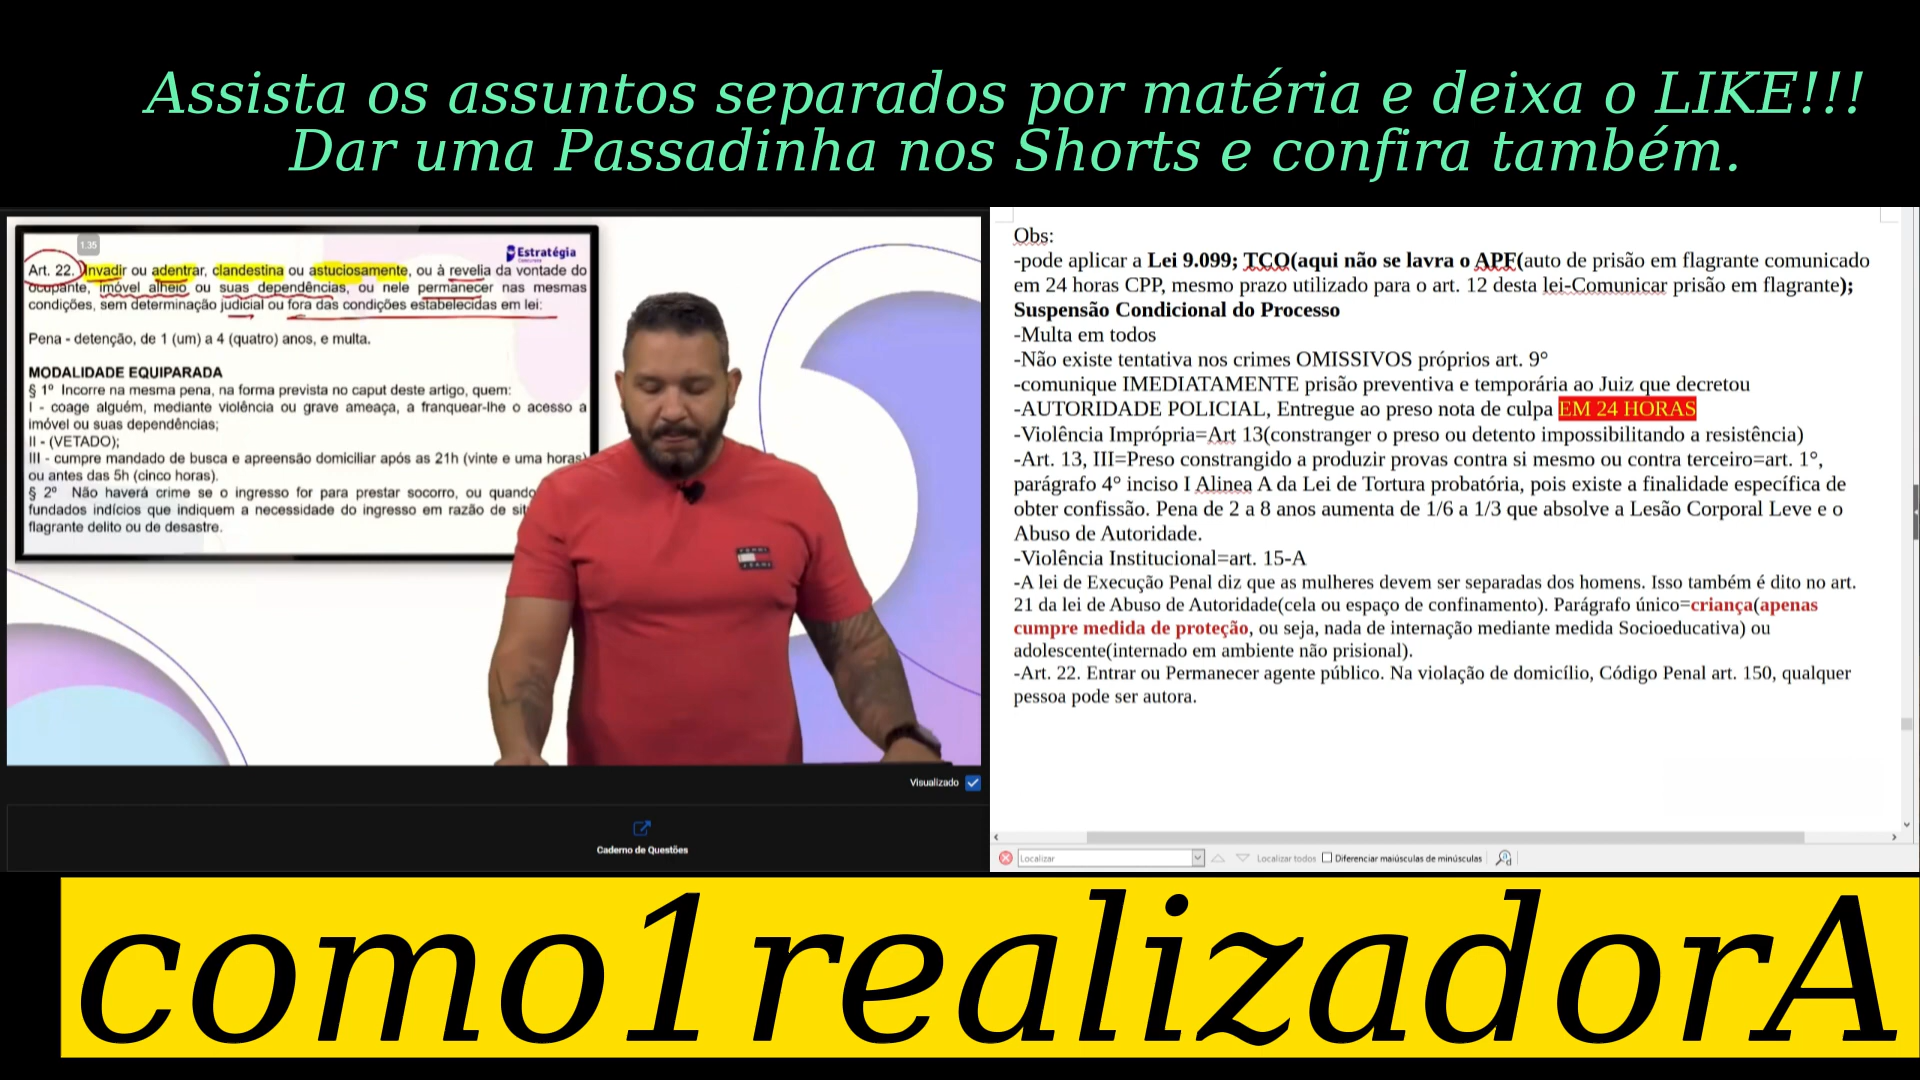 Assista os assuntos separados por matéria e deixa o LIKE!!!
Dar uma Passadinha nos Shorts e confira também.
1.35
Estratégia
Concursos
Art. 22. Invadir ou adentrar, clandestina ou astuciosamente, ou à revelia da vontade do
ocupante, imóvel alheio ou suas dependências, ou nele permanecer nas mesmas
condições, sem determinação judicial ou fora das condições estabelecidas em lei:
Pena - detenção, de 1 (um) a 4 (quatro) anos, e multa.
MODALIDADE EQUIPARADA
§ 1º Incorre na mesma pena, na forma prevista no caput deste artigo, quem:
I - coage alguém, mediante violência ou grave ameaça, a franquear-lhe o acesso a
imóvel ou suas dependências;
II - (VETADO);
III - cumpre mandado de busca e apreensão domiciliar após as 21h (vinte e uma horas)
ou antes das 5h (cinco horas).
§ 2º Não haverá crime se o ingresso for para prestar socorro, ou quando
fundados indícios que indiquem a necessidade do ingresso em razão de sit
flagrante delito ou de desastre.
Visualizado
Caderno de Questões
Obs:
-pode aplicar a Lei 9.099; TCO(aqui não se lavra o APF(auto de prisão em flagrante comunicado
em 24 horas CPP, mesmo prazo utilizado para o art. 12 desta lei-Comunicar prisão em flagrante);
Suspensão Condicional do Processo
-Multa em todos
-Não existe tentativa nos crimes OMISSIVOS próprios art. 9°
-comunique IMEDIATAMENTE prisão preventiva e temporária ao Juiz que decretou
-AUTORIDADE POLICIAL, Entregue ao preso nota de culpa EM 24 HORAS
-Violência Imprópria=Art 13(constranger o preso ou detento impossibilitando a resistência)
-Art. 13, III=Preso constrangido a produzir provas contra si mesmo ou contra terceiro=art. 1°,
parágrafo 4° inciso I Alinea A da Lei de Tortura probatória, pois existe a finalidade específica de
obter confissão. Pena de 2 a 8 anos aumenta de 1/6 a 1/3 que absolve a Lesão Corporal Leve e o
Abuso de Autoridade.
-Violência Institucional=art. 15-A
-A lei de Execução Penal diz que as mulheres devem ser separadas dos homens. Isso também é dito no art.
21 da lei de Abuso de Autoridade(cela ou espaço de confinamento). Parágrafo único=criança(apenas
cumpre medida de proteção, ou seja, nada de internação mediante medida Socioeducativa) ou
adolescente(internado em ambiente não prisional).
-Art. 22. Entrar ou Permanecer agente público. Na violação de domicílio, Código Penal art. 150, qualquer
pessoa pode ser autora.
Localizar
Localizar todos
Diferenciar maiúsculas de minúsculas
como1realizadorA